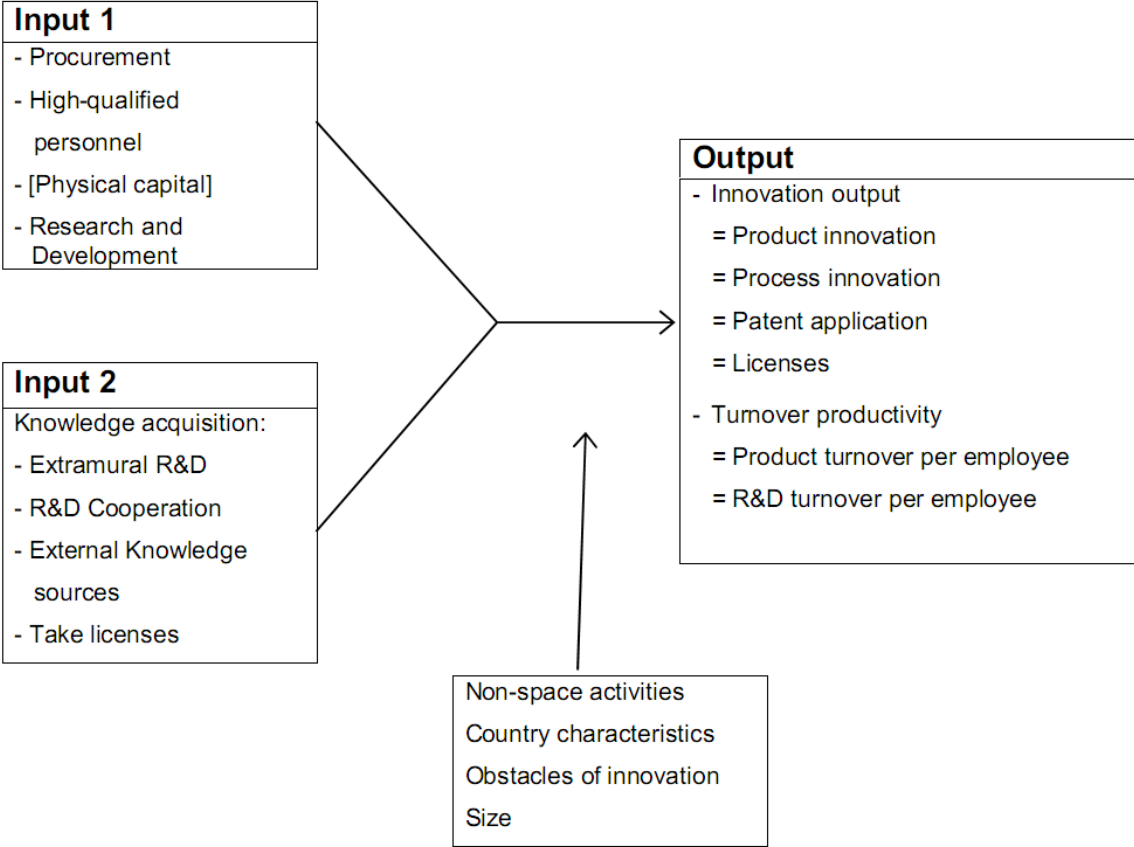 Input 1
- Procurement
- High-qualified
personnel
- [Physical capital]
- Research and
Development
Input 2
Knowledge acquisition:
- Extramural R&D
- R&D Cooperation
- External Knowledge
sources
- Take licenses
Output
- Innovation output
= Product innovation
= Process innovation
= Patent application
= Licenses
- Turnover productivity
= Product turnover per employee
= R&D turnover per employee
Non-space activities
Country characteristics
Obstacles of innovation
Size